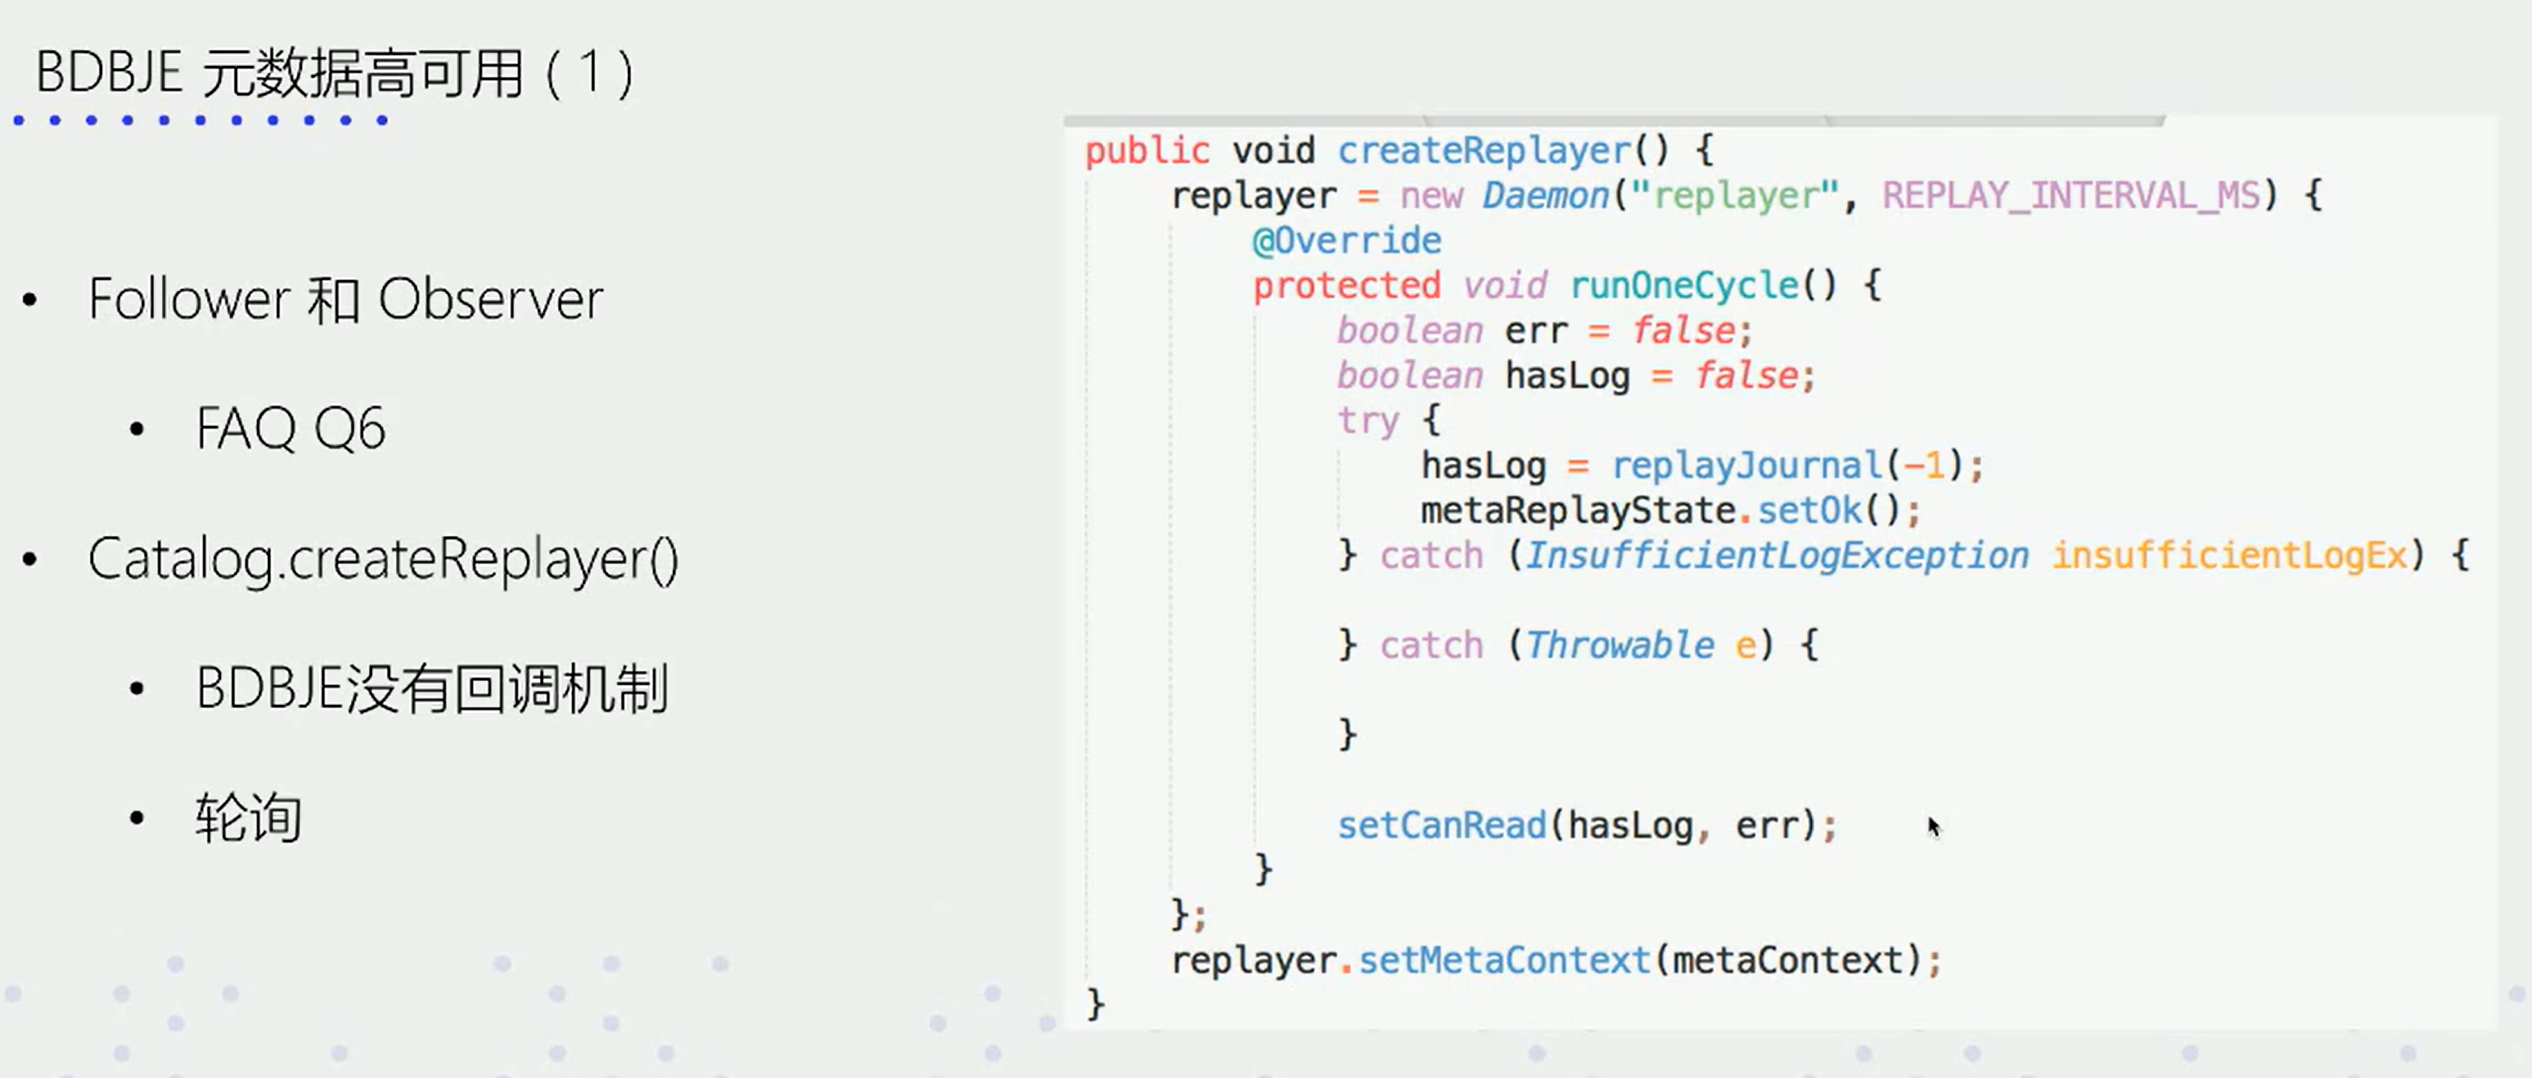 BDBJE 元数据高可用（1）
• Follower 和 Observer
• FAQ Q6
• Catalog.createReplayer()
• BDBJE没有回调机制
• 轮询
public void createReplayer() {
    replayer = new Daemon("replayer", REPLAY_INTERVAL_MS) {
        @Override
        protected void runOneCycle() {
            boolean err = false;
            boolean hasLog = false;
            try {
                hasLog = replayJournal(-1);
                metaReplayState.setOk();
            } catch (InsufficientLogException insufficientLogEx) {
            } catch (Throwable e) {
            }
            setCanRead(hasLog, err);
        }
    };
    replayer.setMetaContext(metaContext);
}